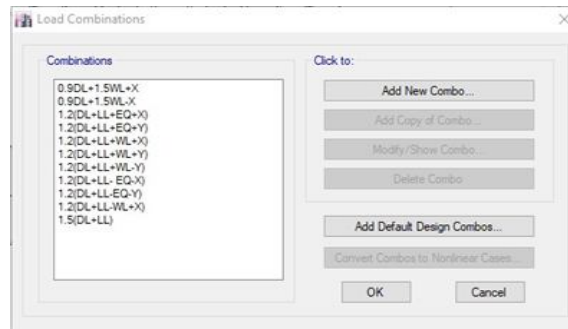 Load Combinations
Combinations
0.9DL+1.5WL+X
0.9DL+1.5WL-X
1.2(DL+LL+EQ+X)
1.2(DL+LL+EQ+Y)
1.2(DL+LL+WL+X)
1.2(DL+LL+WL+Y)
1.2(DL+LL+WL-Y)
1.2(DL+LL- EQ-X)
1.2(DL+LL-EQ-Y)
1.2(DL+LL-WL+X)
1.5(DL+LL)
Click to:
Add New Combo...
Add Copy of Combo...
Modify/Show Combo...
Delete Combo
Add Default Design Combos...
Convert Combos to Nonlinear Cases...
OK
Cancel